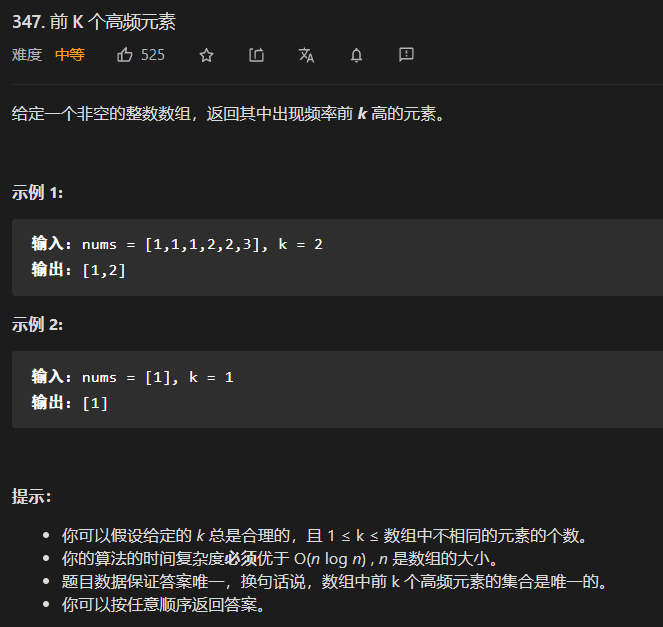 347. 前 K 个高频元素
难度 中等 525
给定一个非空的整数数组，返回其中出现频率前 k 高的元素。
示例 1:
输入: nums = [1,1,1,2,2,3], k = 2
输出: [1,2]
示例 2:
输入: nums = [1], k = 1
输出: [1]
提示：
你可以假设给定的 k 总是合理的，且 1 ≤ k ≤ 数组中不相同的元素的个数。
你的算法的时间复杂度必须优于 O(n log n) , n 是数组的大小。
题目数据保证答案唯一，换句话说，数组中前 k 个高频元素的集合是唯一的。
你可以按任意顺序返回答案。